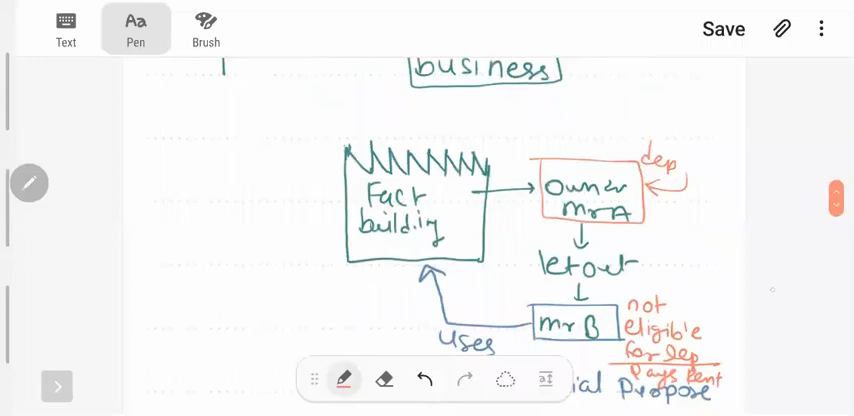 Text
Pen
Brush
Save
business
dep
Fact
building
Owner
Mr A
letout
Mr B
not
eligible
for dep
Pays Rent
uses
ial Propose